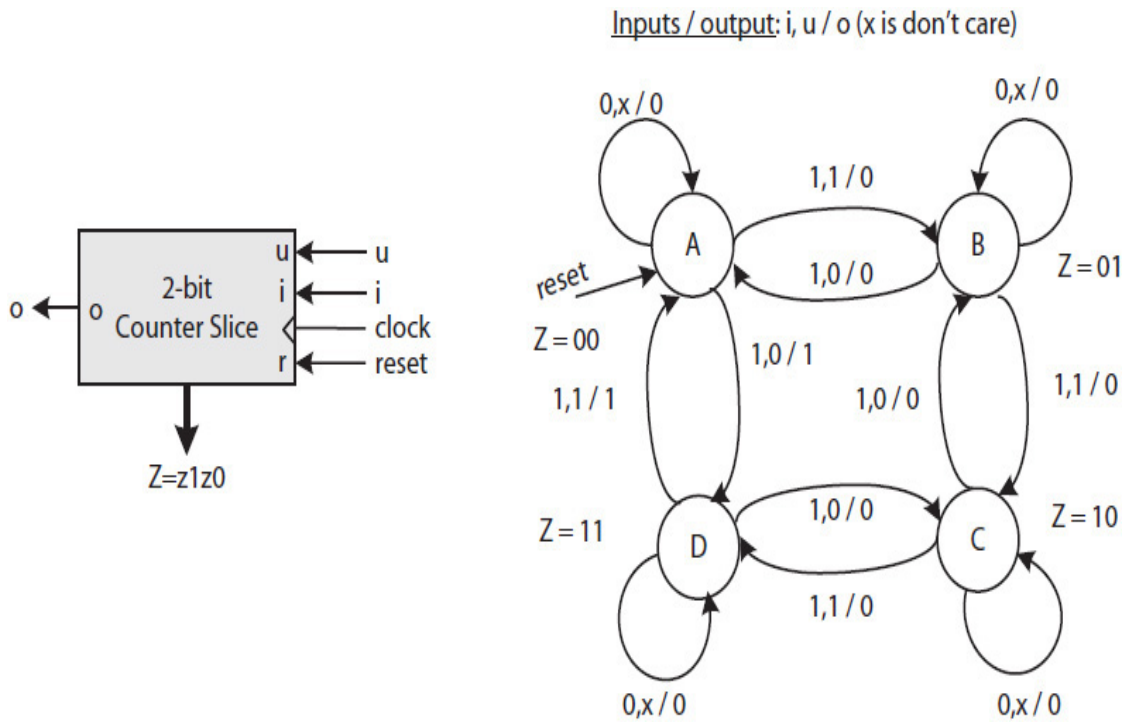 Inputs / output: i, u / o (x is don't care)
0,x / 0
0,x / 0
1,1 / 0
A
B
1,0 / 0
reset
Z = 00
Z = 01
1,0 / 1
1,1 / 1
1,0 / 0
1,1 / 0
Z = 11
D
1,0 / 0
C
Z = 10
1,1 / 0
0,x / 0
0,x / 0
u
u
2-bit
i
i
o
o
Counter Slice
clock
r
reset
Z=z1z0